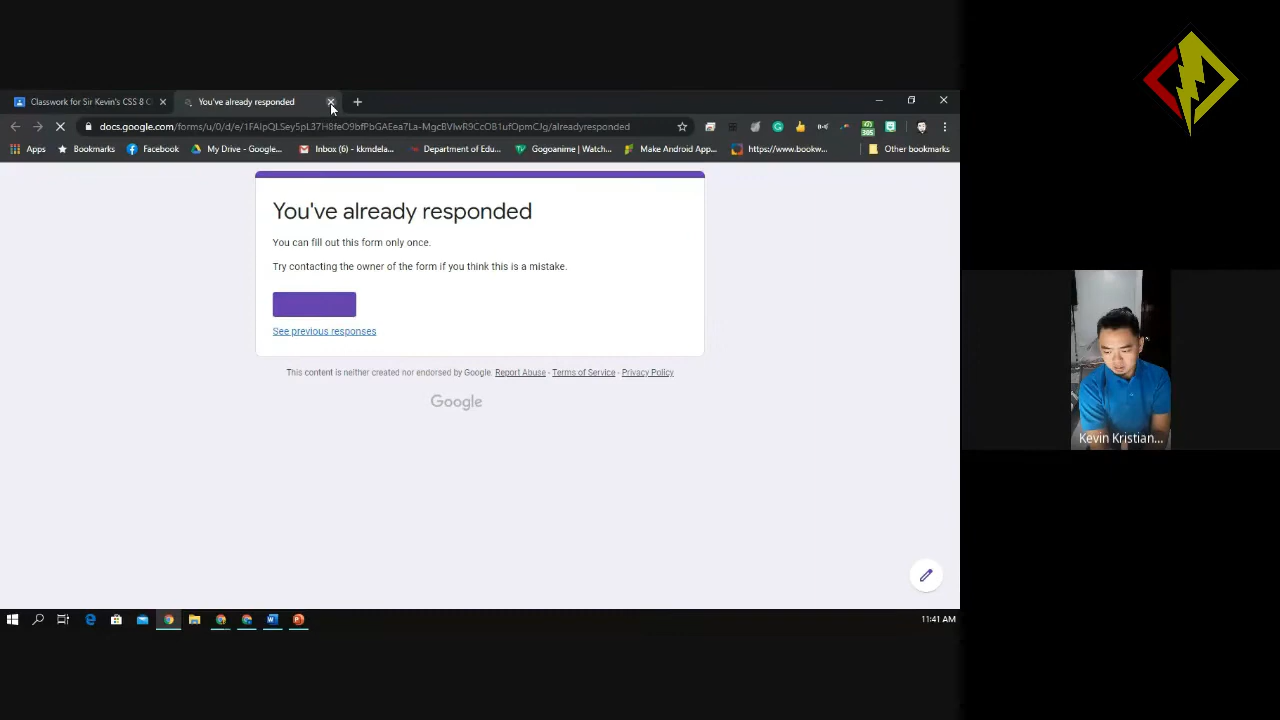 Classwork for Sir Kevin's CSS 8 C
You've already responded
docs.google.com/forms/u/0/d/e/1FAIpQLSey5pL37H8feO9bfPbGAEea7La-MgcBVIwR9CcOB1ufOpmCJg/alreadyresponded
Apps
Bookmarks
Facebook
My Drive - Google...
Inbox (6) - kkmdela...
Department of Edu...
Gogoanime | Watch...
Make Android App...
https://www.bookw...
Other bookmarks
You've already responded
You can fill out this form only once.
Try contacting the owner of the form if you think this is a mistake.
See previous responses
This content is neither created nor endorsed by Google. Report Abuse - Terms of Service - Privacy Policy
Google
Kevin Kristian...
11:41 AM